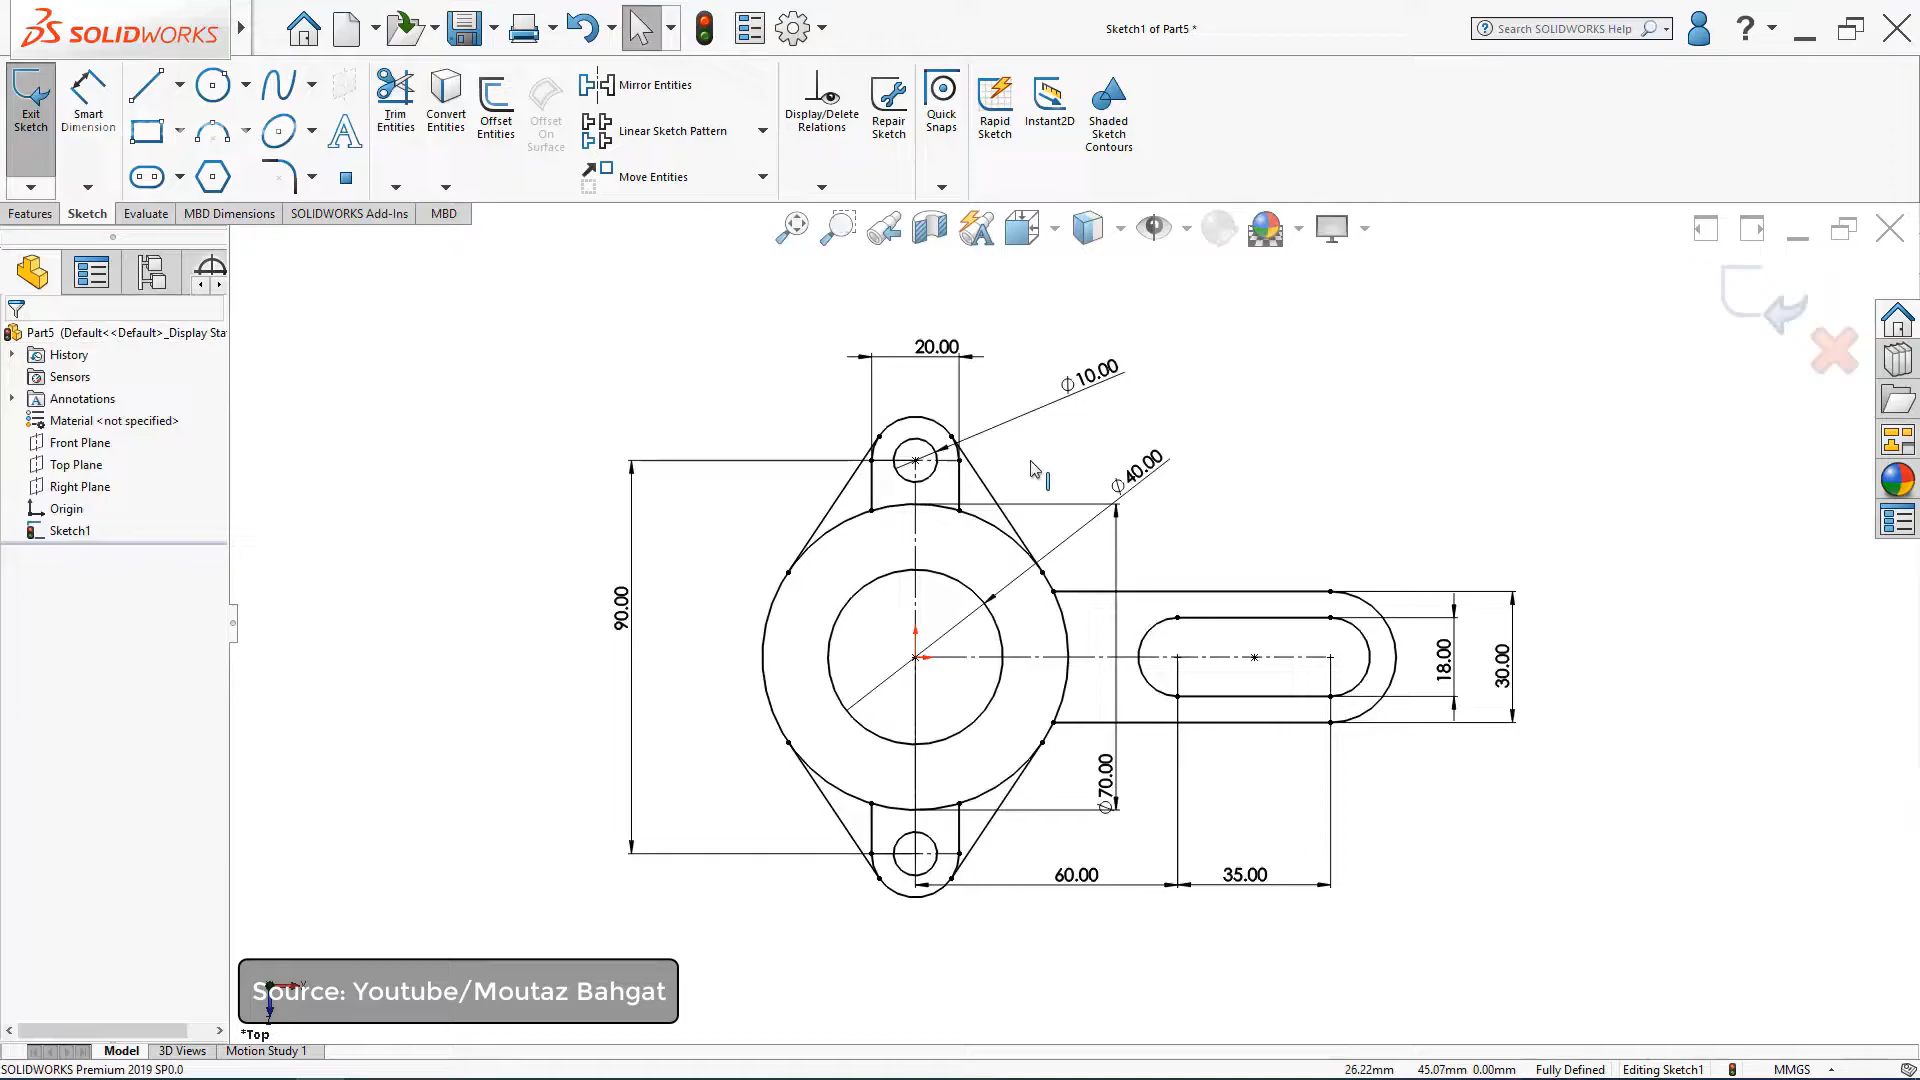 SOLIDWORKS
Sketch1 of Part5 *
Search SOLIDWORKS Help
Exit Sketch
Smart Dimension
Trim Entities
Convert Entities
Offset Entities
Offset On Surface
Mirror Entities
Linear Sketch Pattern
Move Entities
Display/Delete Relations
Repair Sketch
Quick Snaps
Rapid Sketch
Instant2D
Shaded Sketch Contours
Features
Sketch
Evaluate
MBD Dimensions
SOLIDWORKS Add-Ins
MBD
Part5 (Default<<Default>_Display Sta
History
Sensors
Annotations
Material <not specified>
Front Plane
Top Plane
Right Plane
Origin
Sketch1
20.00
∅10.00
∅40.00
90.00
18.00
30.00
∅70.00
60.00
35.00
Source: Youtube/Moutaz Bahgat
*Top
Model
3D Views
Motion Study 1
SOLIDWORKS Premium 2019 SP0.0
26.22mm
45.07mm 0.00mm
Fully Defined
Editing Sketch1
MMGS